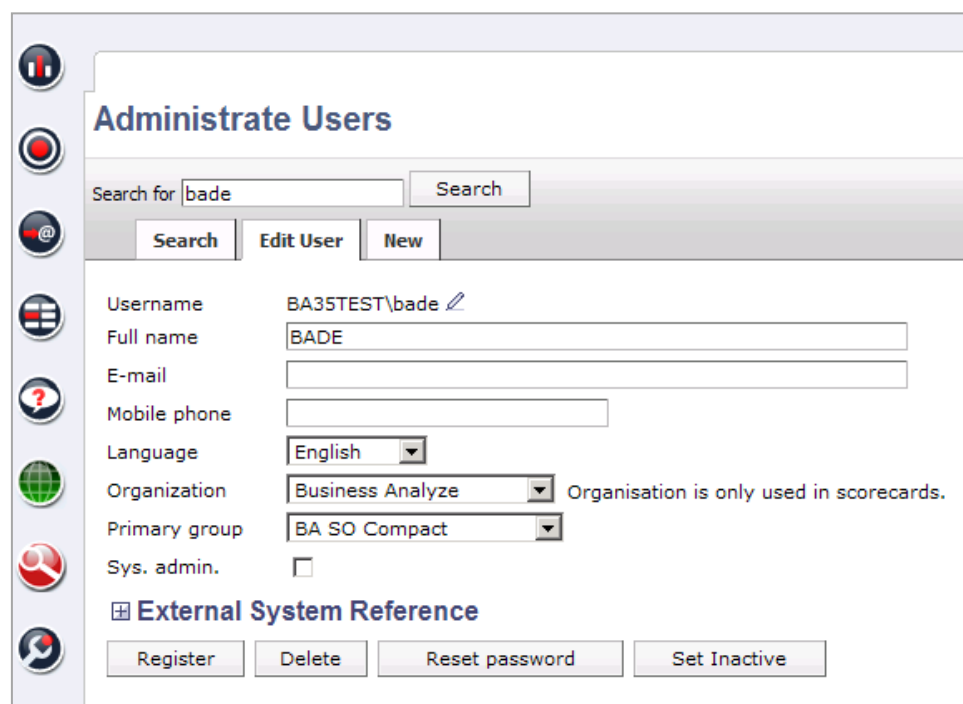 Administrate Users
Search for bade Search
Search Edit User New
Username BA35TEST\bade
Full name BADE
E-mail
Mobile phone
Language English
Organization Business Analyze Organisation is only used in scorecards.
Primary group BA SO Compact
Sys. admin.
External System Reference
Register Delete Reset password Set Inactive